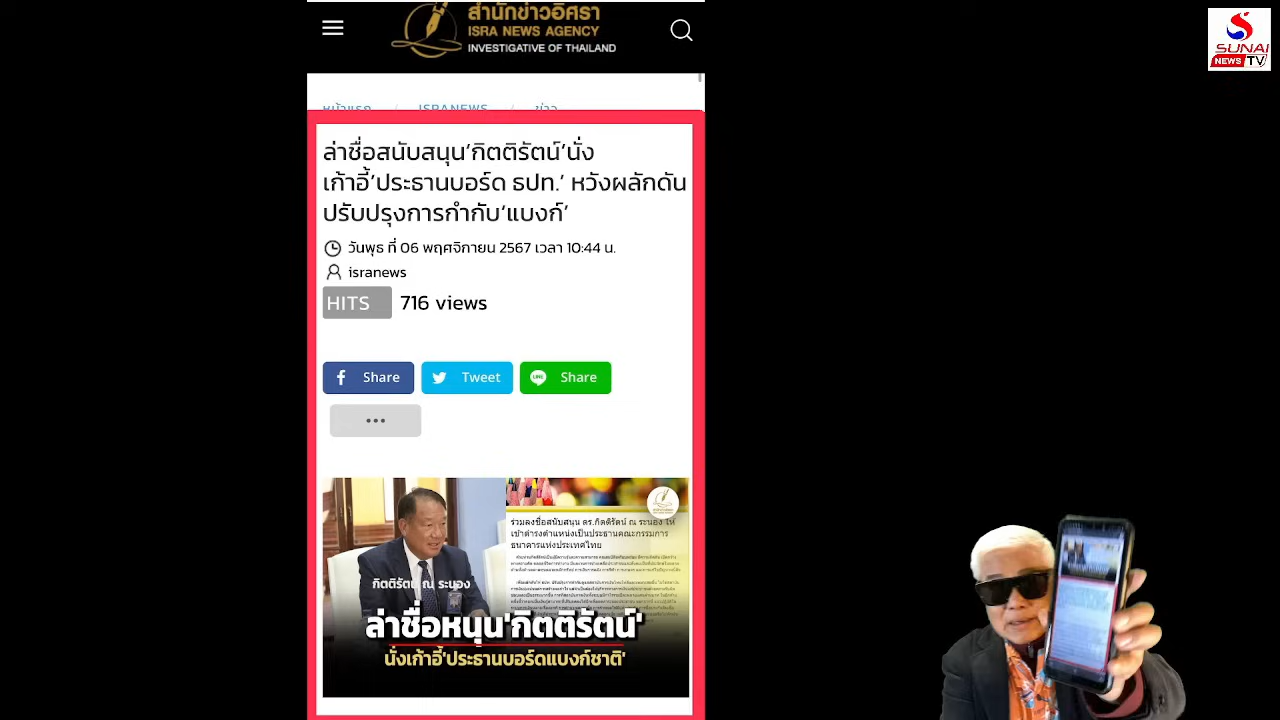 สำนักข่าวอิศรา
ISRA NEWS AGENCY
INVESTIGATIVE OF THAILAND
SUNAI
NEWS TV
หน้าแรก / ISRANEWS / ข่าว
ล่าชื่อสนับสนุน‘กิตติรัตน์’นั่ง
เก้าอี้‘ประธานบอร์ด ธปท.’ หวังผลักดัน
ปรับปรุงการกำกับ‘แบงก์’
วันพุธ ที่ 06 พฤศจิกายน 2567 เวลา 10:44 น.
isranews
HITS 716 views
Share Tweet LINE Share
•••
ร่วมลงชื่อสนับสนุน ดร.กิตติรัตน์ ณ ระนอง ให้
เข้าดำรงตำแหน่งเป็นประธานคณะกรรมการ
ธนาคารแห่งประเทศไทย
กิตติรัตน์ ณ ระนอง
ล่าชื่อหนุน'กิตติรัตน์'
นั่งเก้าอี้'ประธานบอร์ดแบงก์ชาติ'